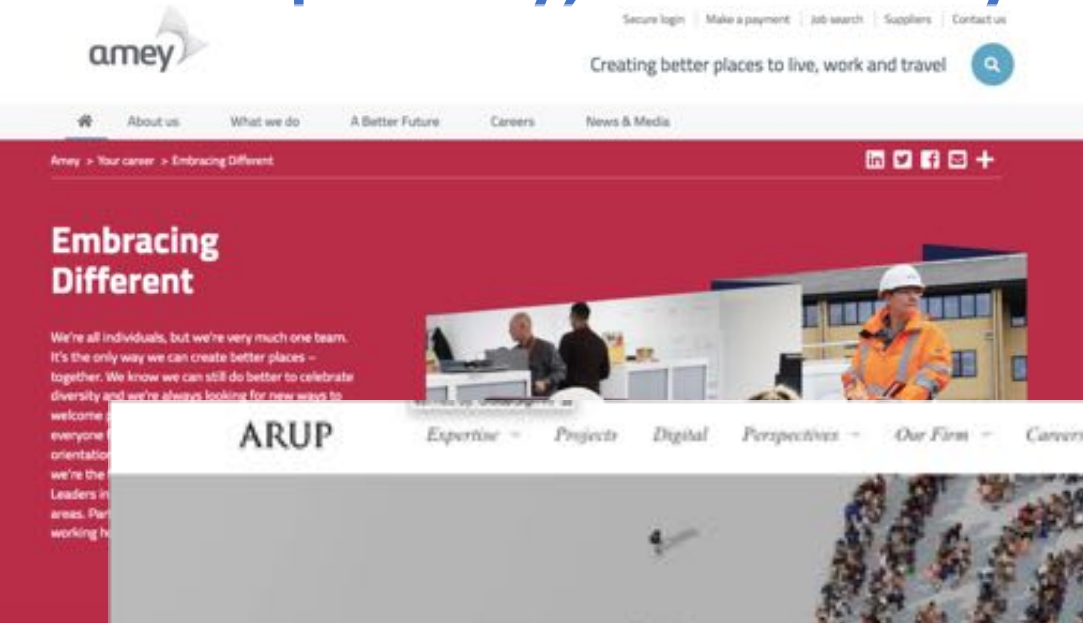 Secure login Make a payment Job search Suppliers Contact us
amey
Creating better places to live, work and travel
About us What we do A Better Future Careers News & Media
Amey > Your career > Embracing Different
Embracing
Different
We're all individuals, but we're very much one team.
It's the only way we can create better places –
together. We know we can still do better to celebrate
diversity and we're always looking for new ways to
welcome
everyone
orientation
we're the
Leaders in
areas.
working
ARUP Expertise Projects Digital Perspectives Our Firm Careers